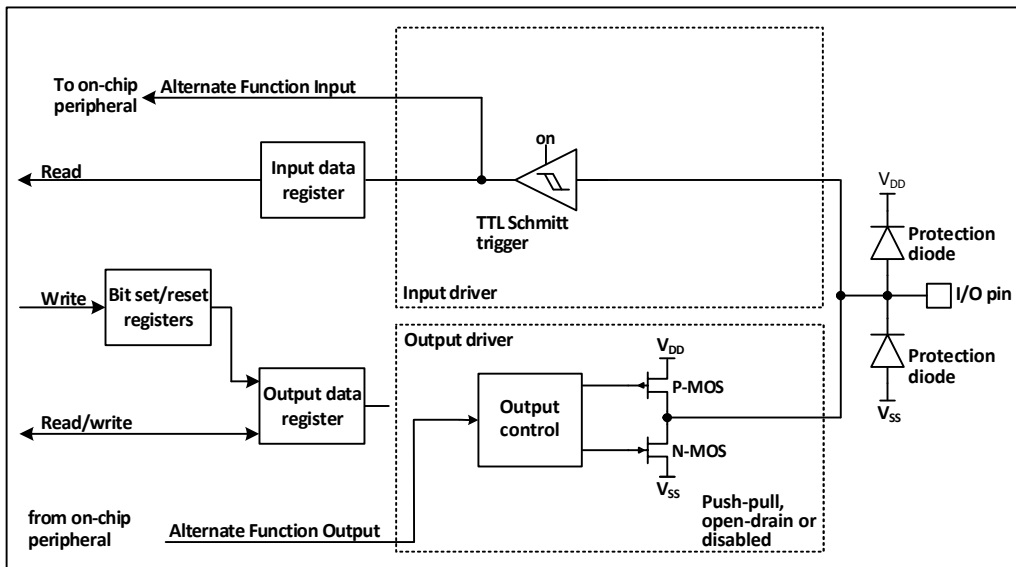 To on-chip
peripheral
Alternate Function Input
Read
Input data
register
on
TTL Schmitt
trigger
Input driver
VDD
Protection
diode
I/O pin
Protection
diode
VSS
Write
Bit set/reset
registers
Output data
register
Read/write
Output driver
VDD
P-MOS
Output
control
N-MOS
VSS
Push-pull,
open-drain or
disabled
from on-chip
peripheral
Alternate Function Output